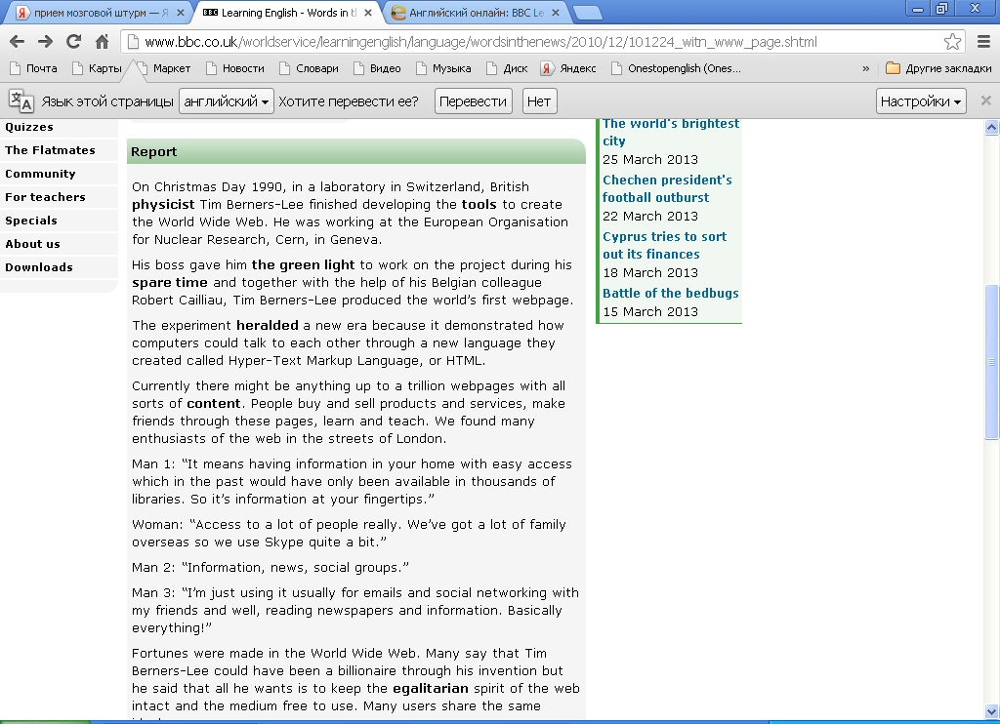 прием мозговой штурм — Я
Learning English - Words in t
Английский онлайн: BBC Le
www.bbc.co.uk/worldservice/learningenglish/language/wordsinthenews/2010/12/101224_witn_www_page.shtml
Почта Карты Маркет Новости Словари Видео Музыка Диск Яндекс Onestopenglish (Ones... » Другие закладки
Язык этой страницы английский Хотите перевести ее? Перевести Нет Настройки
Quizzes
The Flatmates
Community
For teachers
Specials
About us
Downloads
Report
On Christmas Day 1990, in a laboratory in Switzerland, British
physicist Tim Berners-Lee finished developing the tools to create
the World Wide Web. He was working at the European Organisation
for Nuclear Research, Cern, in Geneva.
His boss gave him the green light to work on the project during his
spare time and together with the help of his Belgian colleague
Robert Cailliau, Tim Berners-Lee produced the world's first webpage.
The experiment heralded a new era because it demonstrated how
computers could talk to each other through a new language they
created called Hyper-Text Markup Language, or HTML.
Currently there might be anything up to a trillion webpages with all
sorts of content. People buy and sell products and services, make
friends through these pages, learn and teach. We found many
enthusiasts of the web in the streets of London.
Man 1: “It means having information in your home with easy access
which in the past would have only been available in thousands of
libraries. So it's information at your fingertips.”
Woman: “Access to a lot of people really. We've got a lot of family
overseas so we use Skype quite a bit.”
Man 2: “Information, news, social groups.”
Man 3: “I'm just using it usually for emails and social networking with
my friends and well, reading newspapers and information. Basically
everything!”
Fortunes were made in the World Wide Web. Many say that Tim
Berners-Lee could have been a billionaire through his invention but
he said that all he wants is to keep the egalitarian spirit of the web
intact and the medium free to use. Many users share the same
The world's brightest
city
25 March 2013
Chechen president's
football outburst
22 March 2013
Cyprus tries to sort
out its finances
18 March 2013
Battle of the bedbugs
15 March 2013